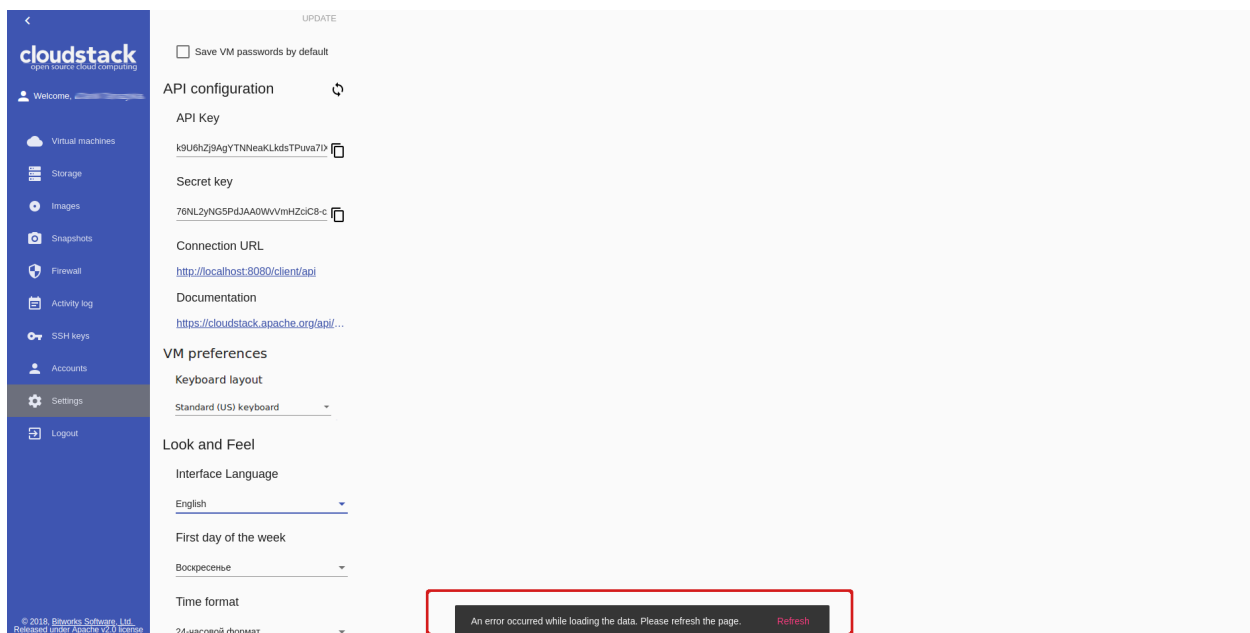 UPDATE
cloudstack
open source cloud computing
Welcome,
Virtual machines
Storage
Images
Snapshots
Firewall
Activity log
SSH keys
Accounts
Settings
Logout
© 2018, Bitworks Software, Ltd.
Released under Apache v2.0 license
Save VM passwords by default
API configuration
API Key
k9U6hZj9AgYTNNeaKLkdsTPuva7I
Secret key
76NL2yNG5PdJAA0WvVmHZciC8-c
Connection URL
http://localhost:8080/client/api
Documentation
https://cloudstack.apache.org/api/…
VM preferences
Keyboard layout
Standard (US) keyboard
Look and Feel
Interface Language
English
First day of the week
Воскресенье
Time format
24-часовой формат
An error occurred while loading the data. Please refresh the page. Refresh